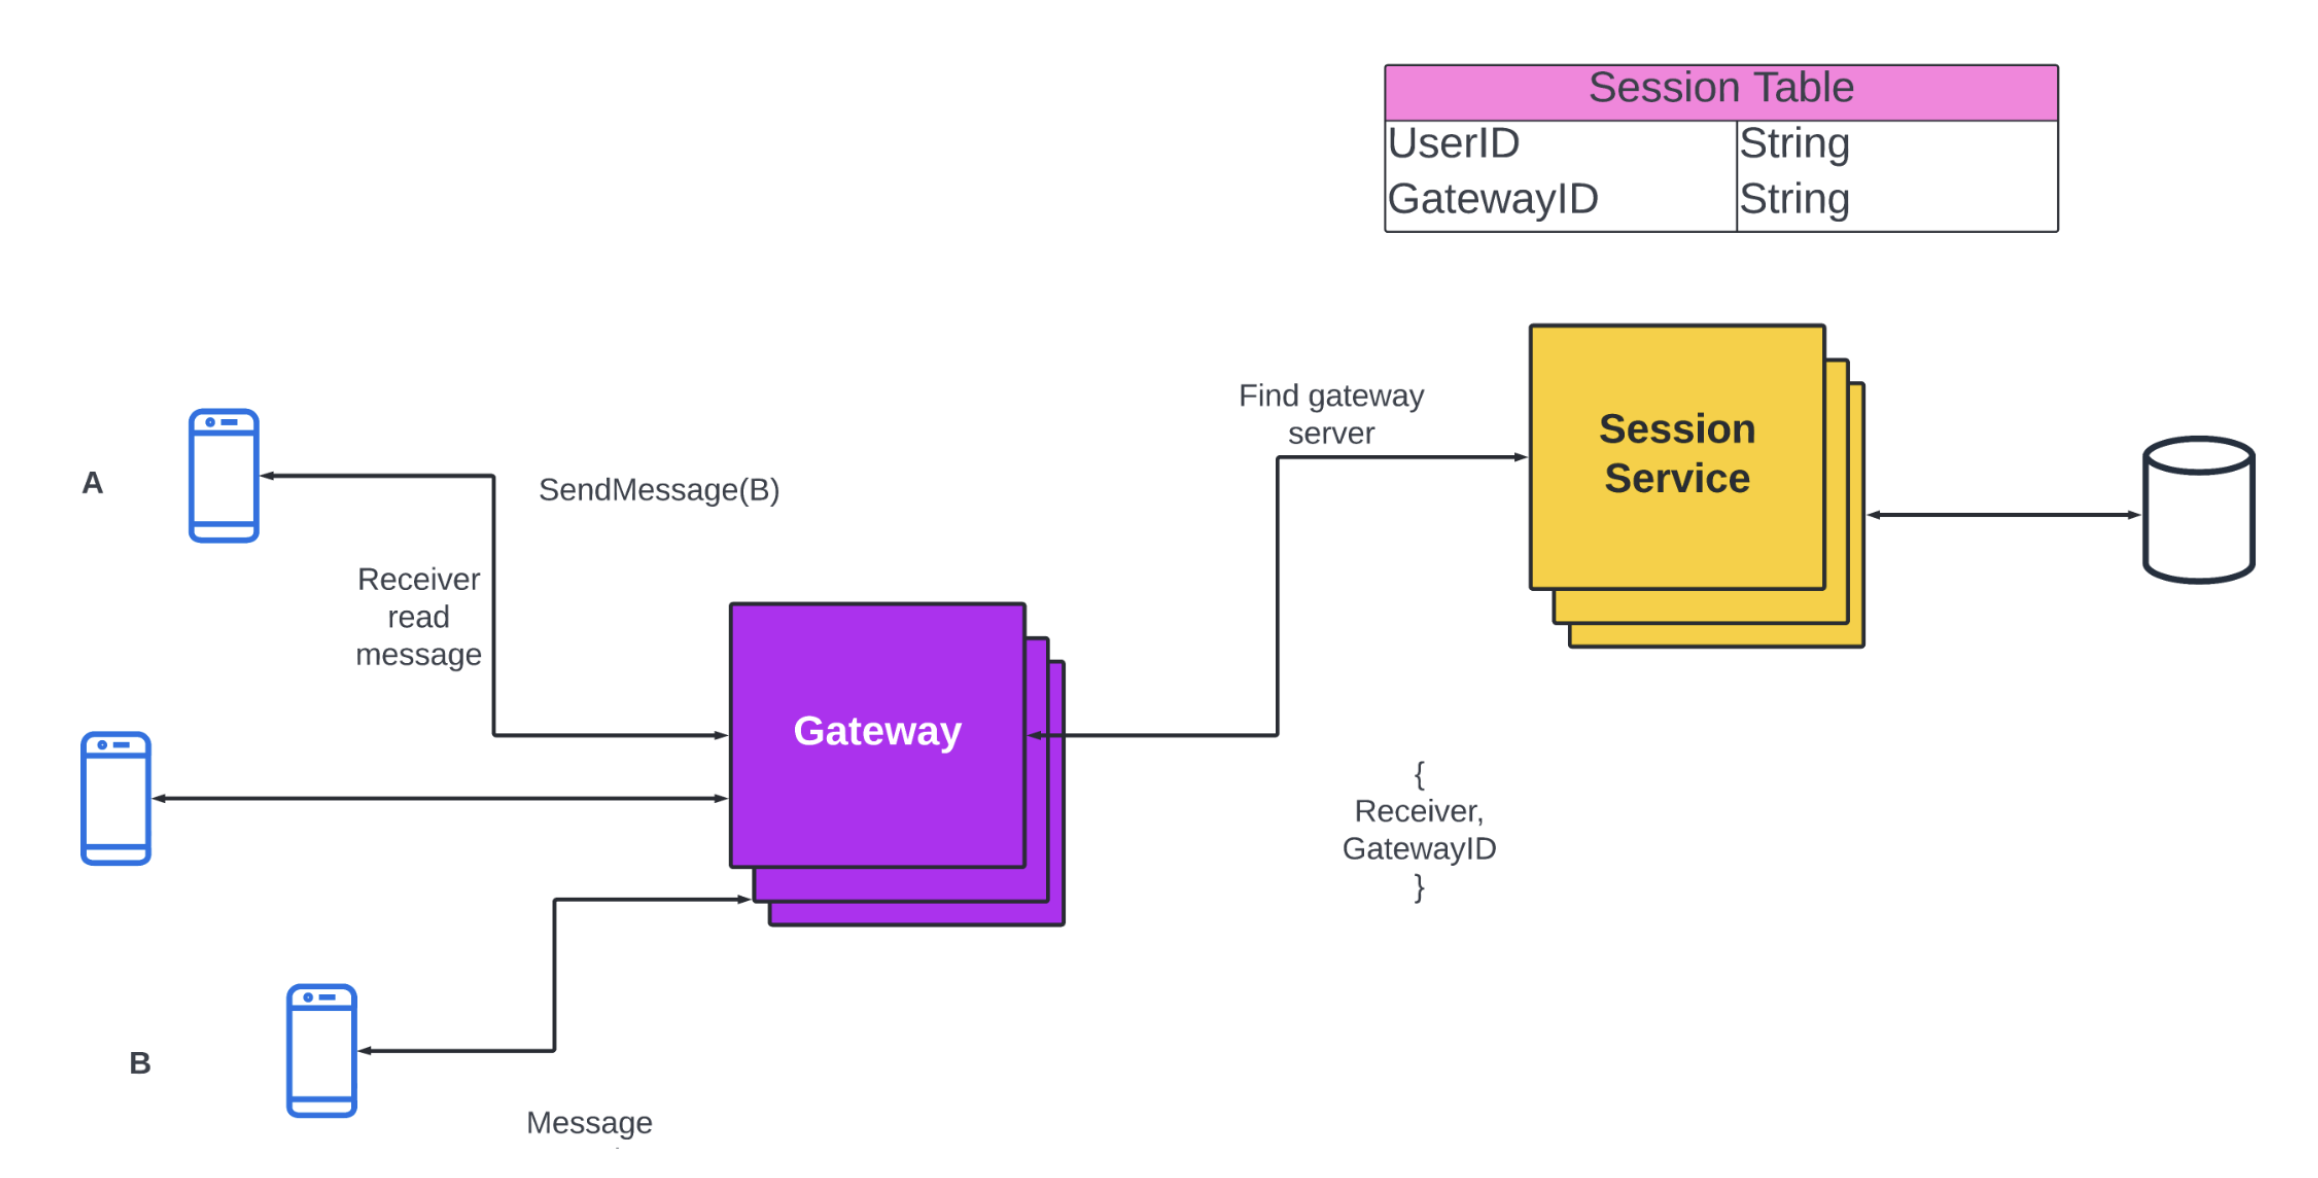 Session Table
UserID String
GatewayID String
Find gateway
server
Session
Service
A
SendMessage(B)
Receiver
read
message
Gateway
{
Receiver,
GatewayID
}
B
Message